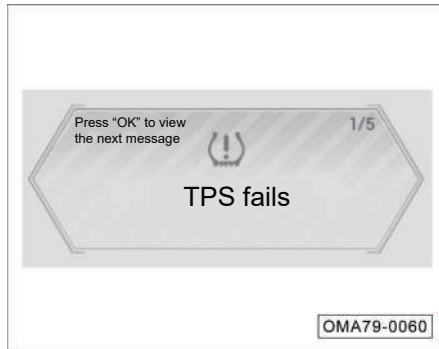 Press “OK” to view
the next message
1/5
TPS fails
OMA79-0060